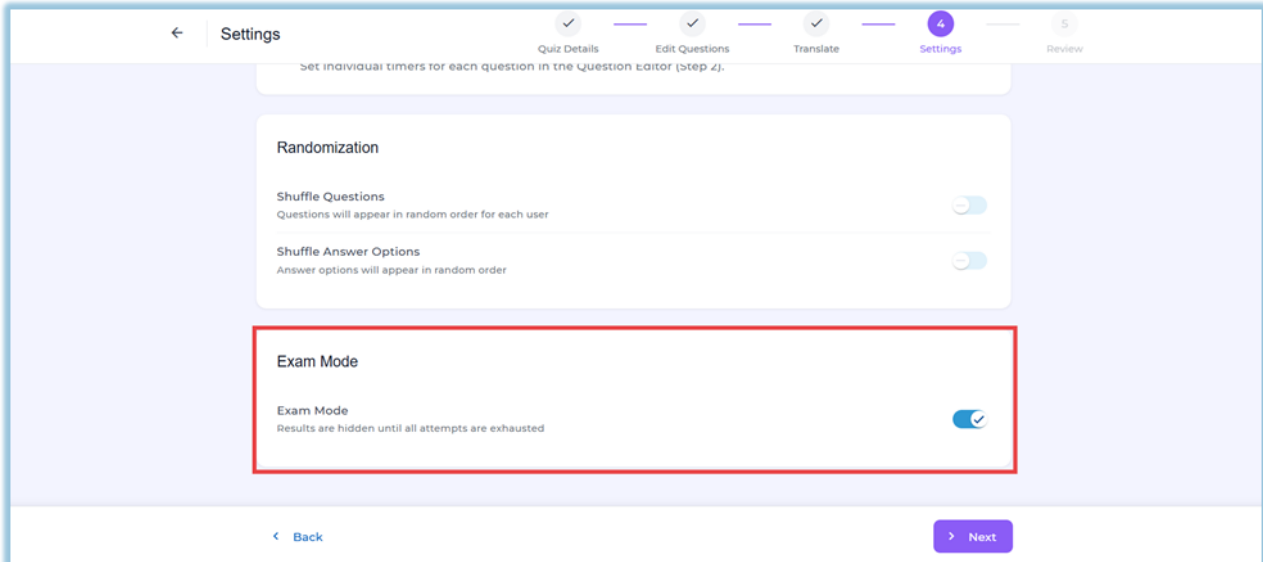 Settings
4
5
Quiz Details
Edit Questions
Translate
Settings
Review
Set individual timers for each question in the Question Editor (Step 2).
Randomization
Shuffle Questions
Questions will appear in random order for each user
Shuffle Answer Options
Answer options will appear in random order
Exam Mode
Exam Mode
Results are hidden until all attempts are exhausted
Back
Next